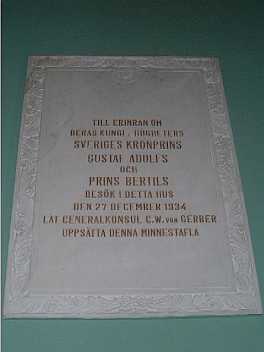 TILL ERINRAN OM
DERAS KUNGL. HÖGHETERS
SVERIGES KRONPRINS
GUSTAF ADOLFS
OCH
PRINS BERTILS
BESÖK I DETTA HUS
DEN 27 DECEMBER 1934
LÄT GENERALKONSUL C.W. von GERBER
UPPSÄTTA DENNA MINNESTAFLA